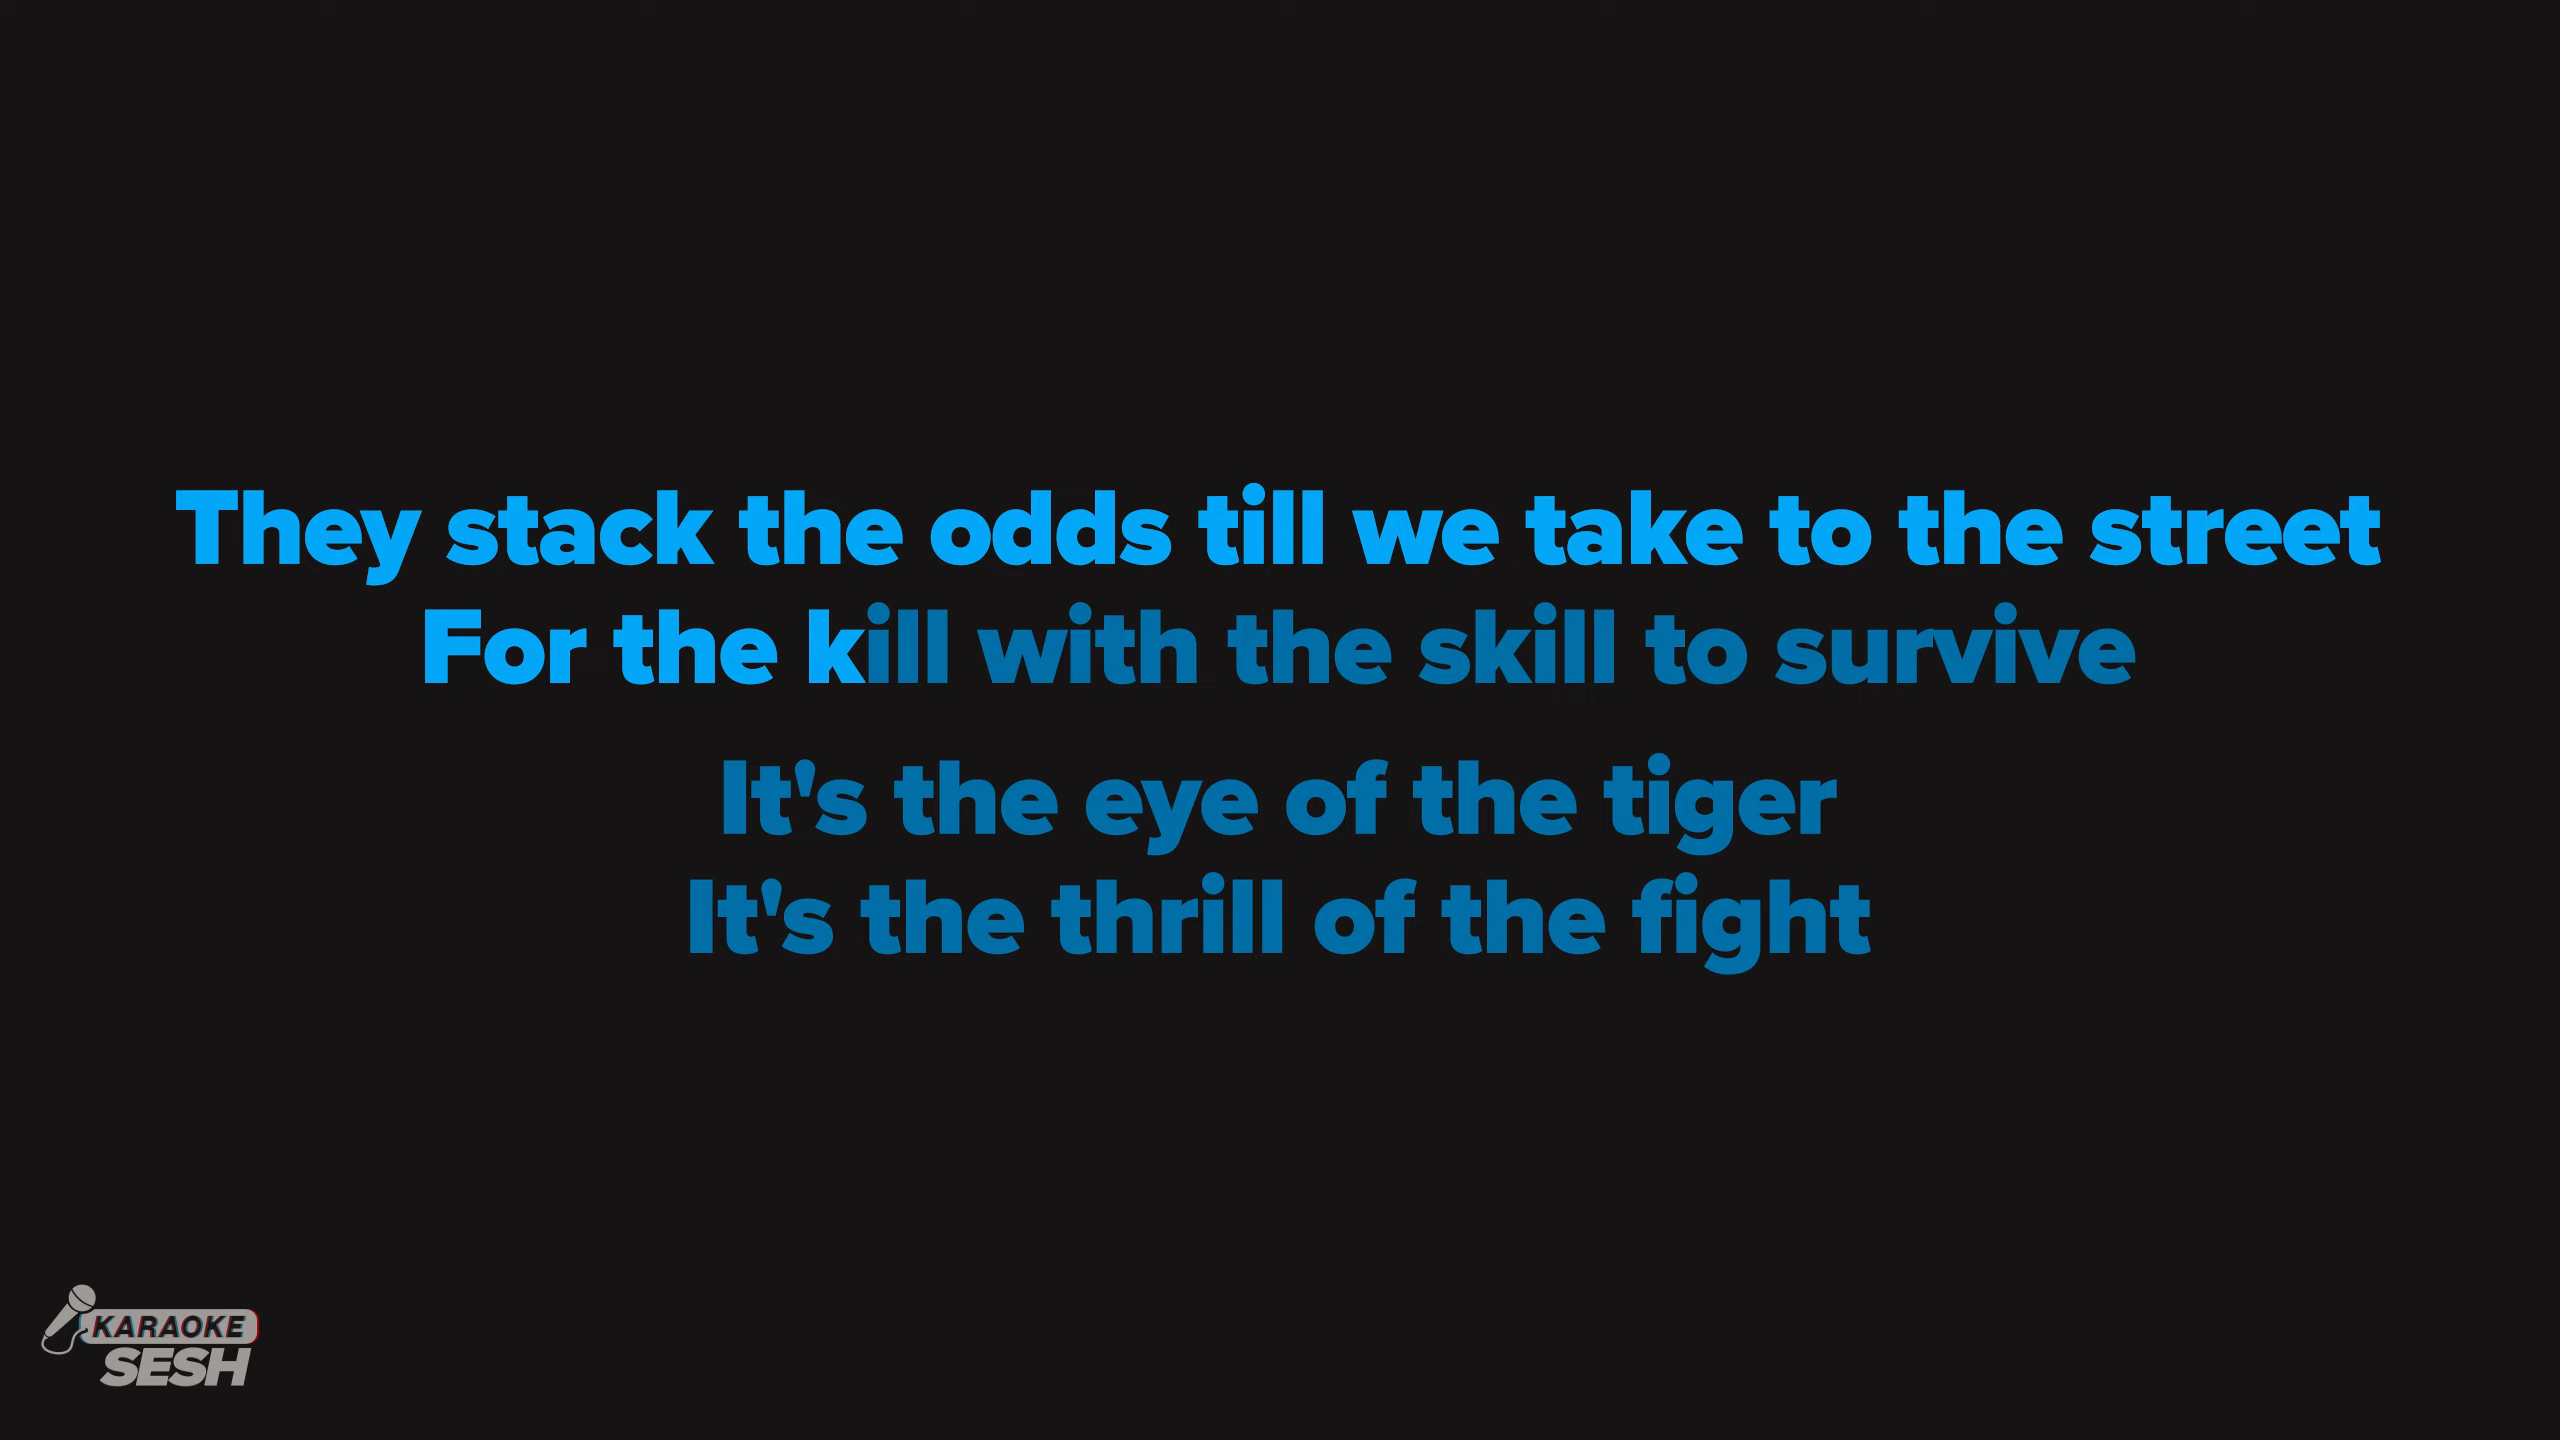 They stack the odds till we take to the street
For the kill with the skill to survive
It's the eye of the tiger
It's the thrill of the fight
KARAOKE
SESH